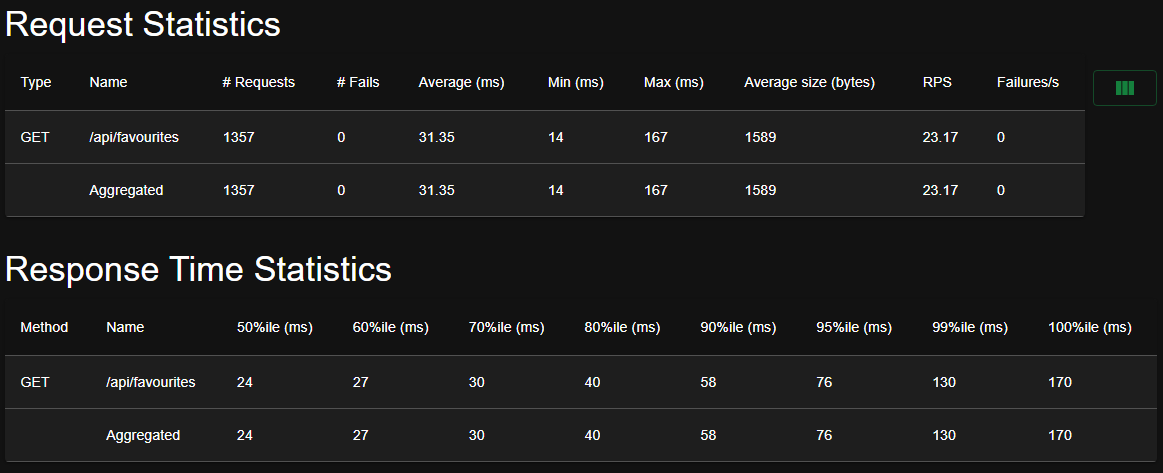 Request Statistics
Type Name # Requests # Fails Average (ms) Min (ms) Max (ms) Average size (bytes) RPS Failures/s
GET /api/favourites 1357 0 31.35 14 167 1589 23.17 0
Aggregated 1357 0 31.35 14 167 1589 23.17 0
Response Time Statistics
Method Name 50%ile (ms) 60%ile (ms) 70%ile (ms) 80%ile (ms) 90%ile (ms) 95%ile (ms) 99%ile (ms) 100%ile (ms)
GET /api/favourites 24 27 30 40 58 76 130 170
Aggregated 24 27 30 40 58 76 130 170